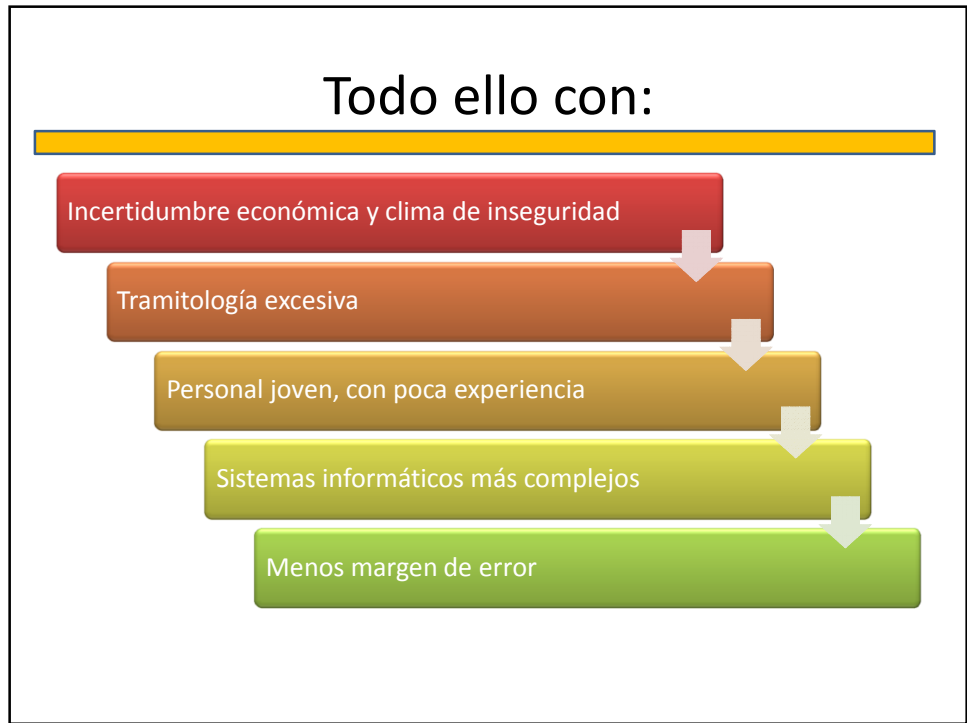 Todo ello con:
Incertidumbre económica y clima de inseguridad
Tramitología excesiva
Personal joven, con poca experiencia
Sistemas informáticos más complejos
Menos margen de error